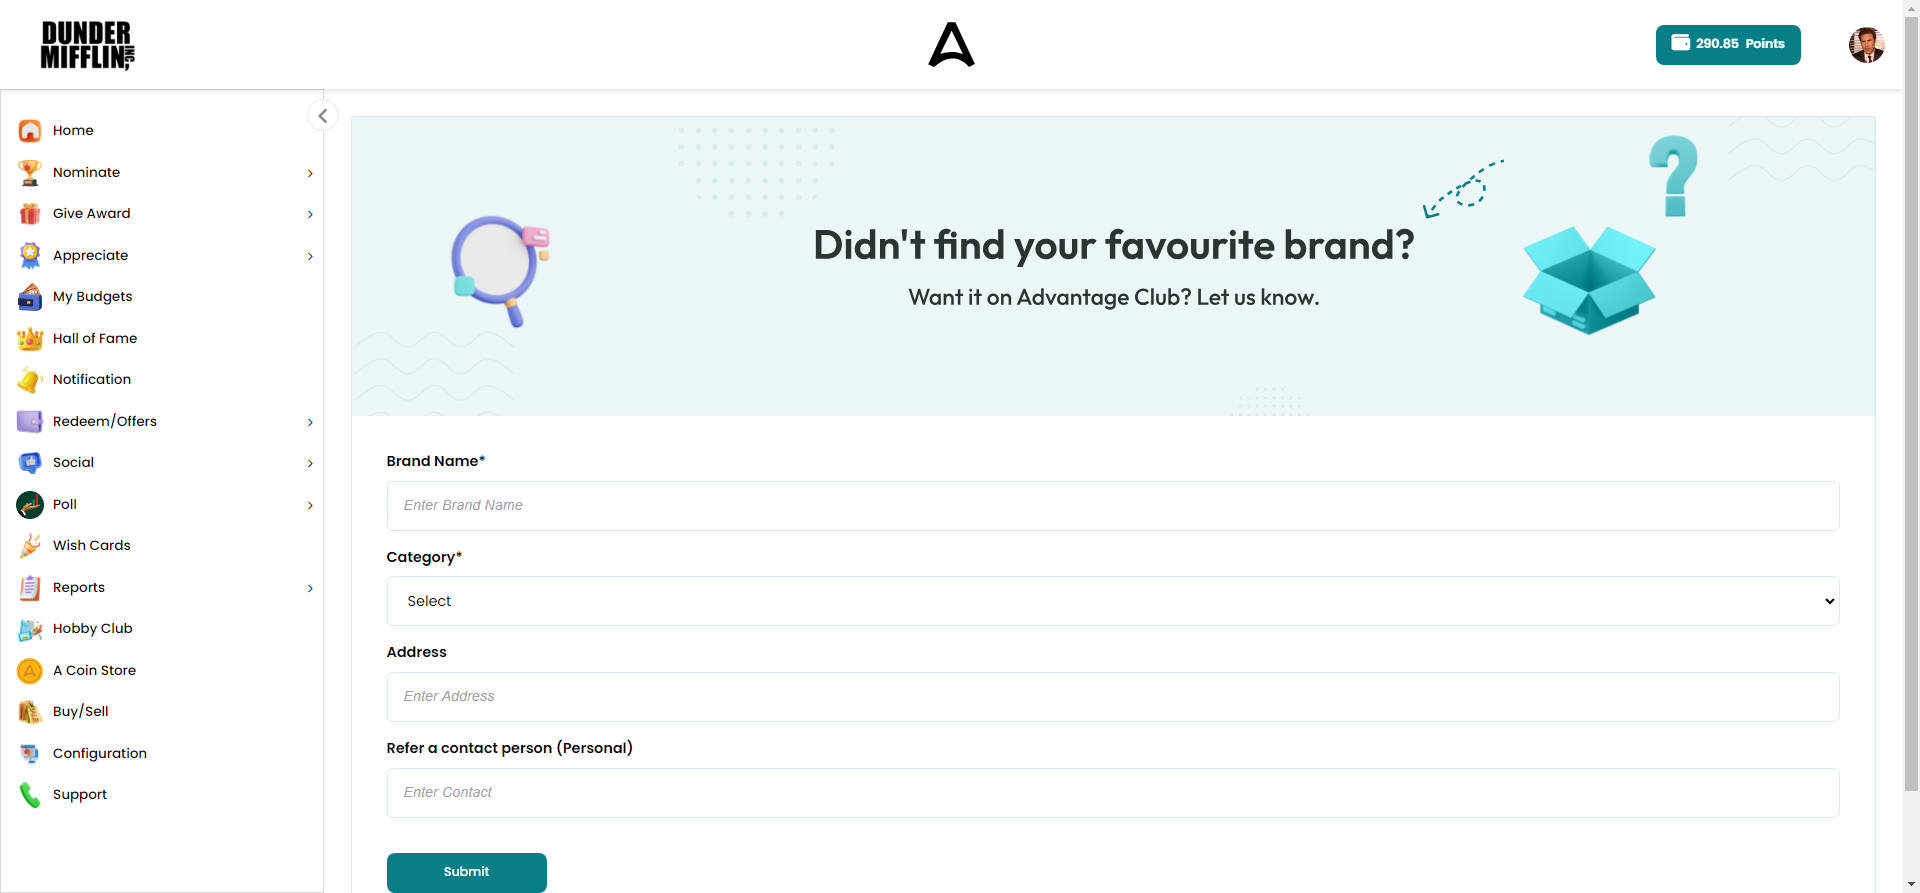 DUNDER
MIFFLIN INC,
290.85 Points
Home
Nominate
Give Award
Appreciate
My Budgets
Hall of Fame
Notification
Redeem/Offers
Social
Poll
Wish Cards
Reports
Hobby Club
A Coin Store
Buy/Sell
Configuration
Support
Didn't find your favourite brand?
Want it on Advantage Club? Let us know.
Brand Name*
Enter Brand Name
Category*
Select
Address
Enter Address
Refer a contact person (Personal)
Enter Contact
Submit